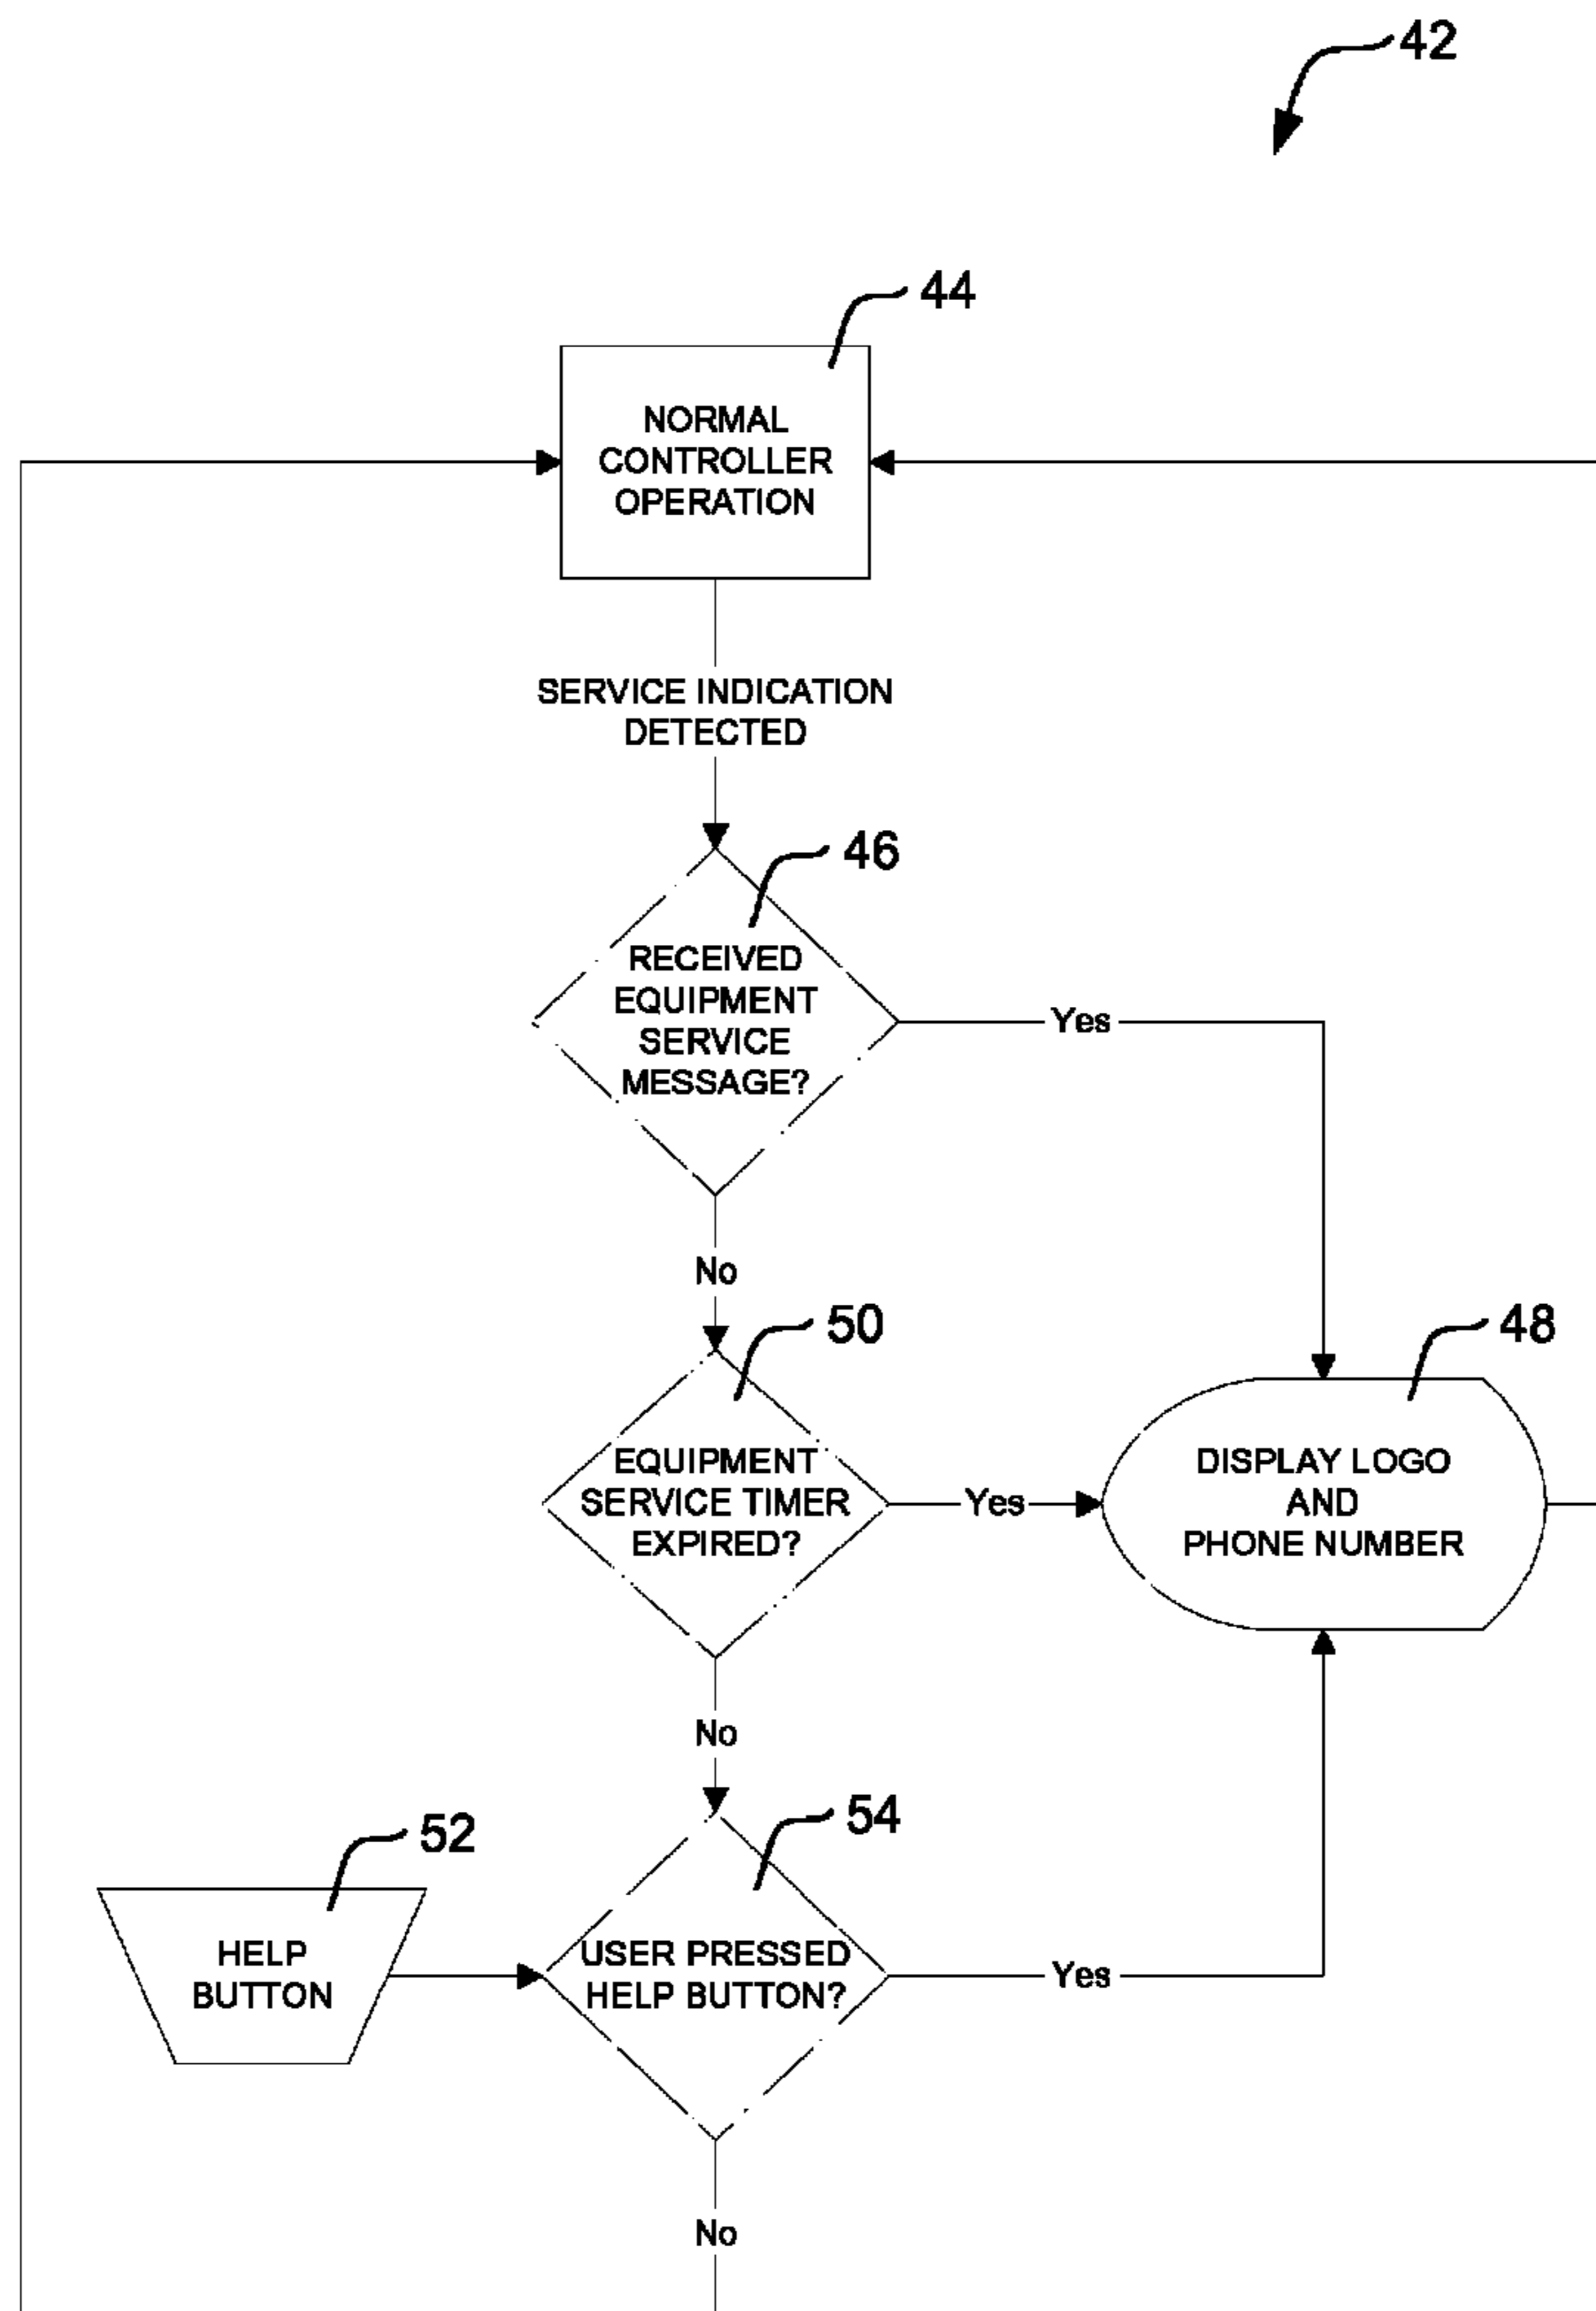 42
44
NORMAL
CONTROLLER
OPERATION
SERVICE INDICATION
DETECTED
46
RECEIVED
EQUIPMENT
SERVICE
MESSAGE?
Yes
No
50
48
EQUIPMENT
SERVICE TIMER
EXPIRED?
Yes
DISPLAY LOGO
AND
PHONE NUMBER
No
52
54
HELP
BUTTON
USER PRESSED
HELP BUTTON?
Yes
No